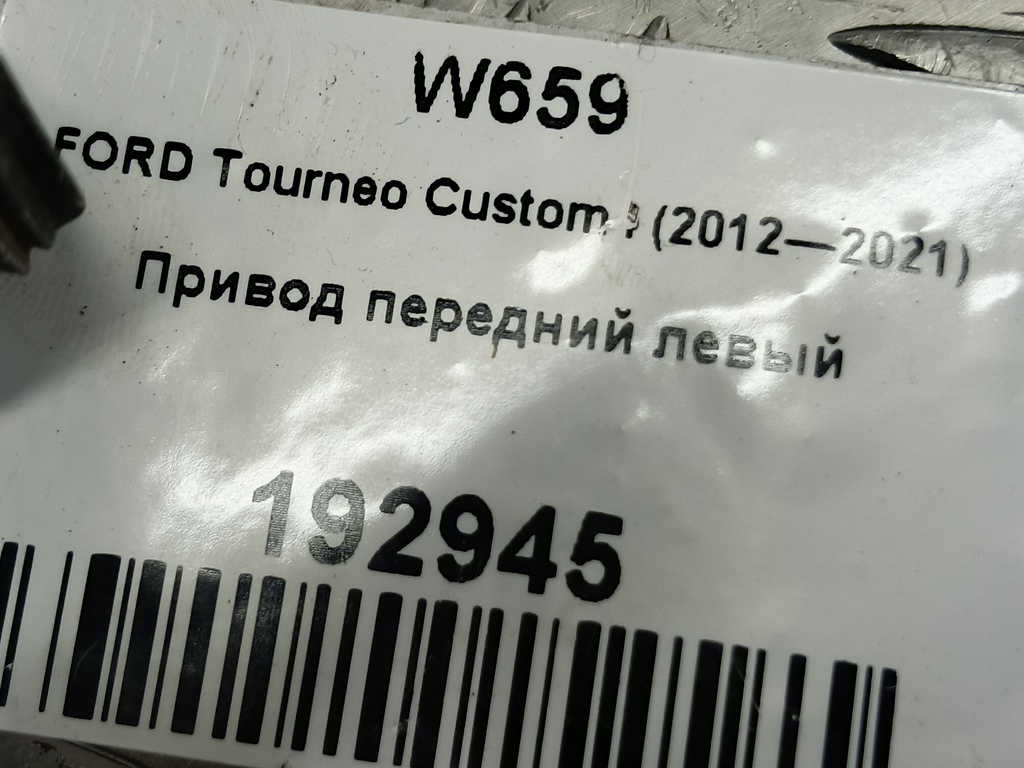 W659
FORD Tourneo Custom I (2012—2021)
Привод передний левый
192945